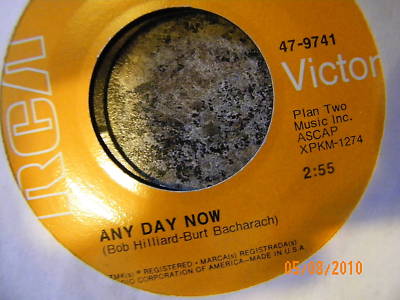 RCA
47-9741
Victor
Plan Two
Music Inc.
ASCAP
XPKM-1274
2:55
ANY DAY NOW
(Bob Hilliard-Burt Bacharach)
TMK(s) ® REGISTERED • MARCA(s) REGISTRADA(s)
CORPORATION OF AMERICA—MADE IN U.S.A.
05/08/2010